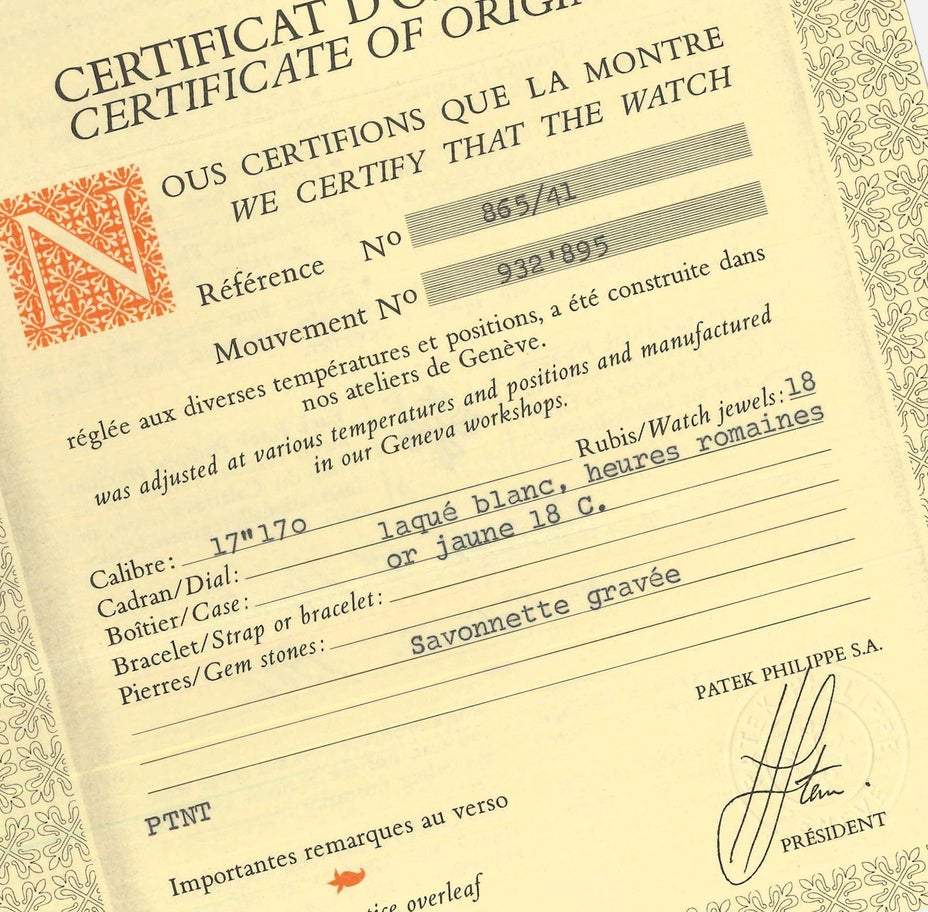 CERTIFICAT
CERTIFICATE OF
NOUS CERTIFIONS QUE LA MONTRE
WE CERTIFY THAT THE WATCH
Référence No 865/41
Mouvement No 932'895
réglée aux diverses températures et positions, a été construite dans
nos ateliers de Genève.
was adjusted at various temperatures and positions and manufactured
in our Geneva workshops.
Rubis/Watch jewels: 18
Calibre: 17"170
Cadran/Dial: laqué blanc, heures romaines
Boîtier/Case: or jaune 18 C.
Bracelet/Strap or bracelet:
Pierres/Gem stones:
Savonnette gravée
PATEK PHILIPPE S.A.
Stern
PRÉSIDENT
PTNT
Importantes remarques au verso
overleaf